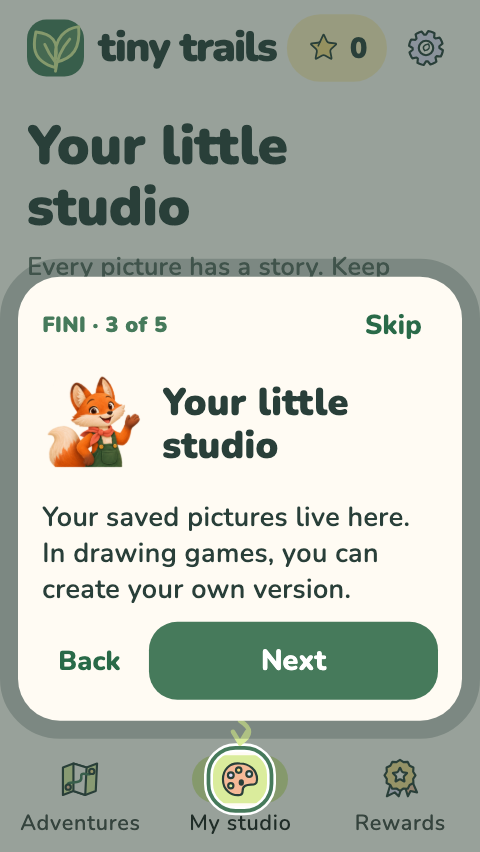 tiny trails
0
Your little
studio
Every picture has a story. Keep
FINI · 3 of 5
Skip
Your little
studio
Your saved pictures live here.
In drawing games, you can
create your own version.
Back
Next
Adventures
My studio
Rewards